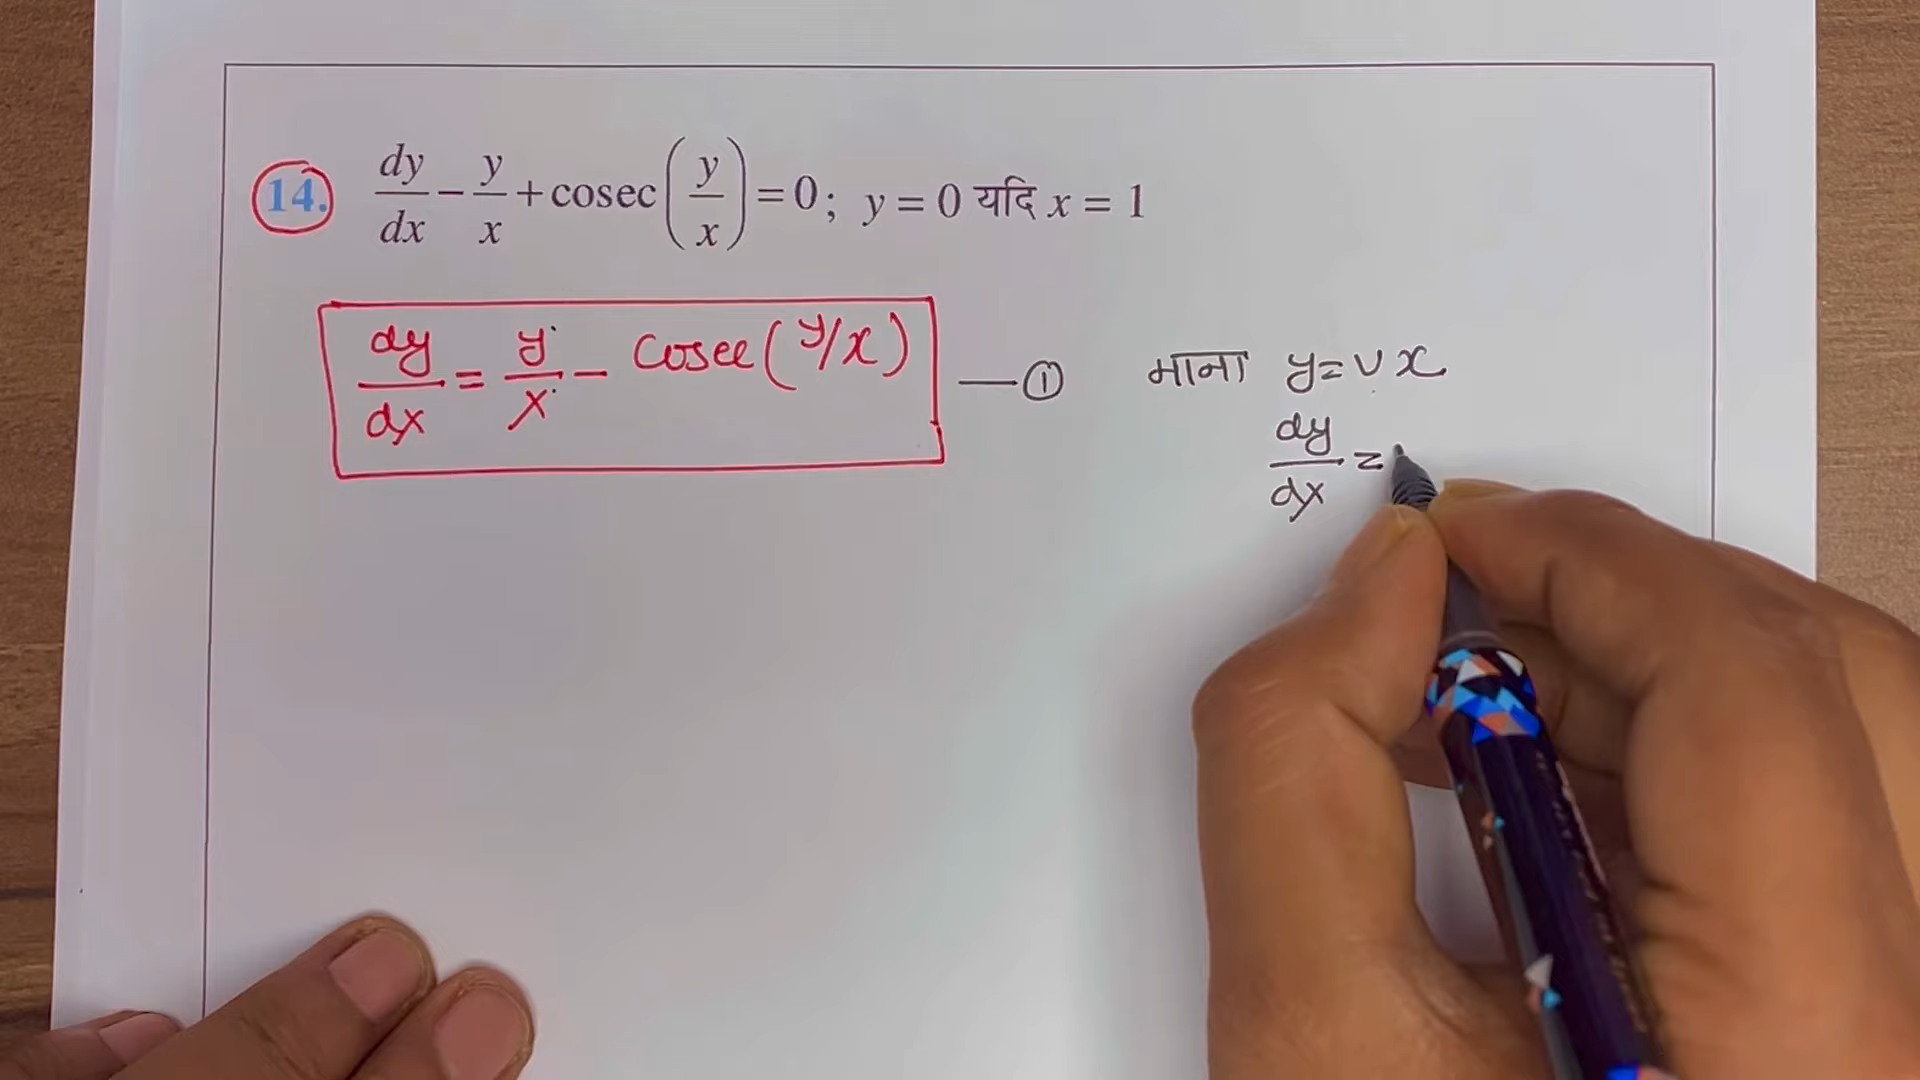 14. dy/dx - y/x + cosec(y/x) = 0; y = 0 यदि x = 1
dy/dx = y/x - cosec(y/x) —① माना y = vx
dy/dx =